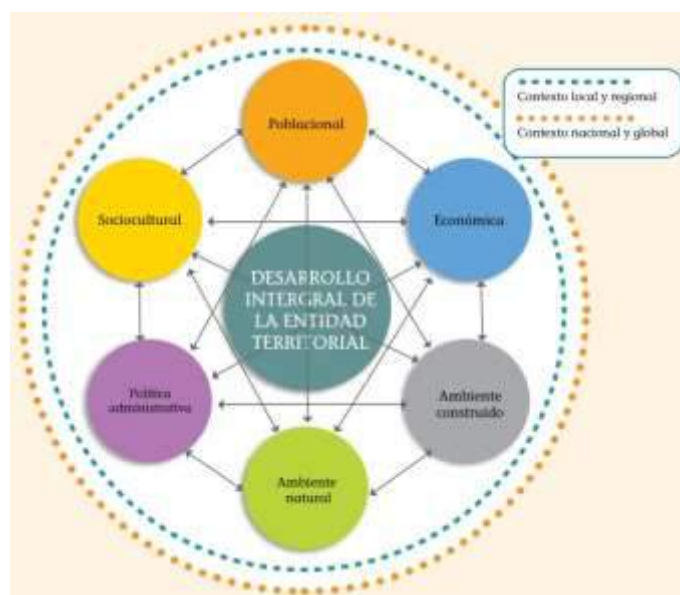 Poblacional
Contexto local y regional
Contexto nacional y global
Sociocultural
Económica
DESARROLLO
INTERGRAL DE
LA ENTIDAD
TERRITORIAL
Política
administrativa
Ambiente
construido
Ambiente
natural